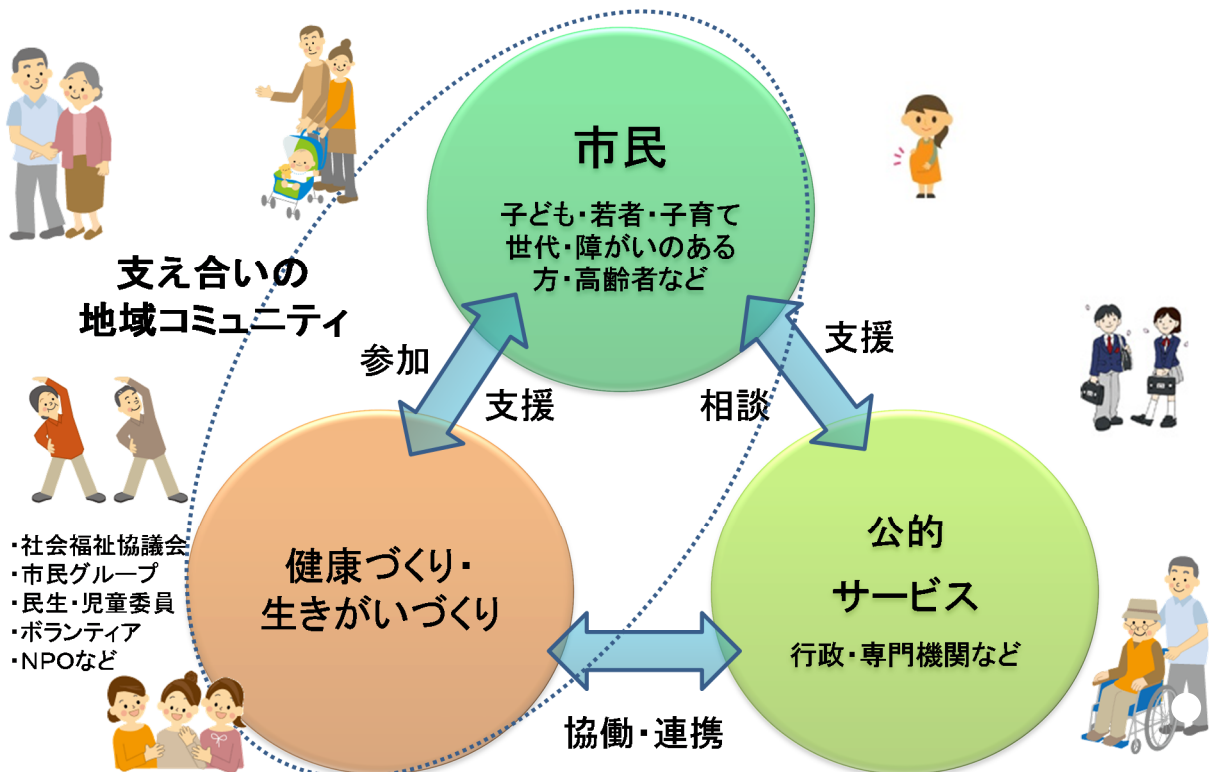 市民
子ども・若者・子育て
世代・障がいのある
方・高齢者など
支え合いの
地域コミュニティ
参加
支援
支援
相談
・社会福祉協議会
・市民グループ
・民生・児童委員
・ボランティア
・NPOなど
健康づくり・
生きがいづくり
公的
サービス
行政・専門機関など
協働・連携